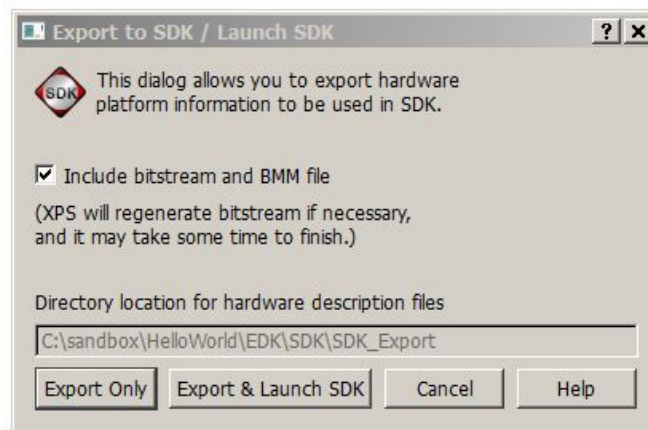 Export to SDK / Launch SDK
SDK
This dialog allows you to export hardware
platform information to be used in SDK.
Include bitstream and BMM file
(XPS will regenerate bitstream if necessary,
and it may take some time to finish.)
Directory location for hardware description files
C:\sandbox\HelloWorld\EDK\SDK\SDK_Export
Export Only Export & Launch SDK Cancel Help